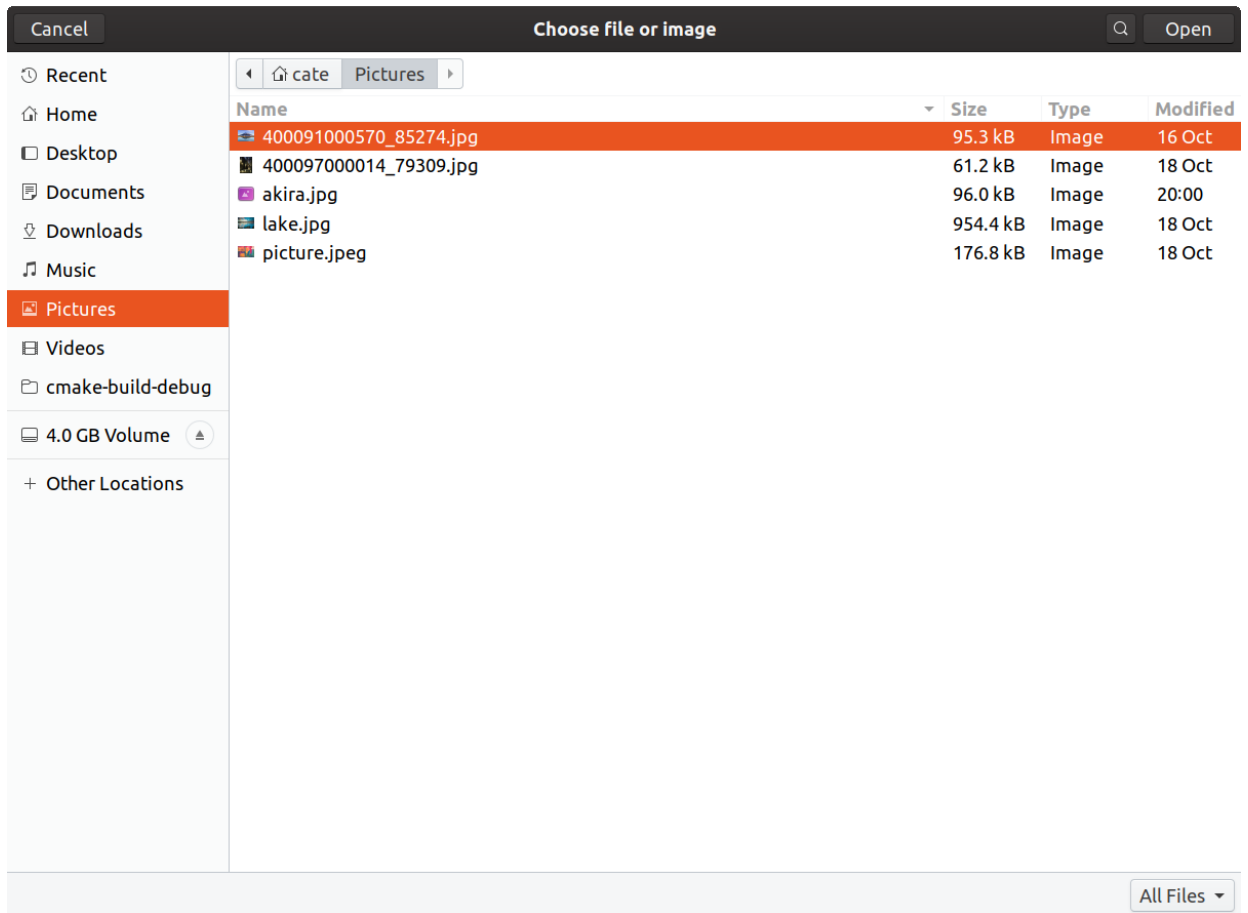 Cancel Choose file or image Open
Recent
Home
Desktop
Documents
Downloads
Music
Pictures
Videos
cmake-build-debug
4.0 GB Volume
Other Locations
cate Pictures
Name Size Type Modified
400091000570_85274.jpg 95.3 kB Image 16 Oct
400097000014_79309.jpg 61.2 kB Image 18 Oct
akira.jpg 96.0 kB Image 20:00
lake.jpg 954.4 kB Image 18 Oct
picture.jpeg 176.8 kB Image 18 Oct
All Files